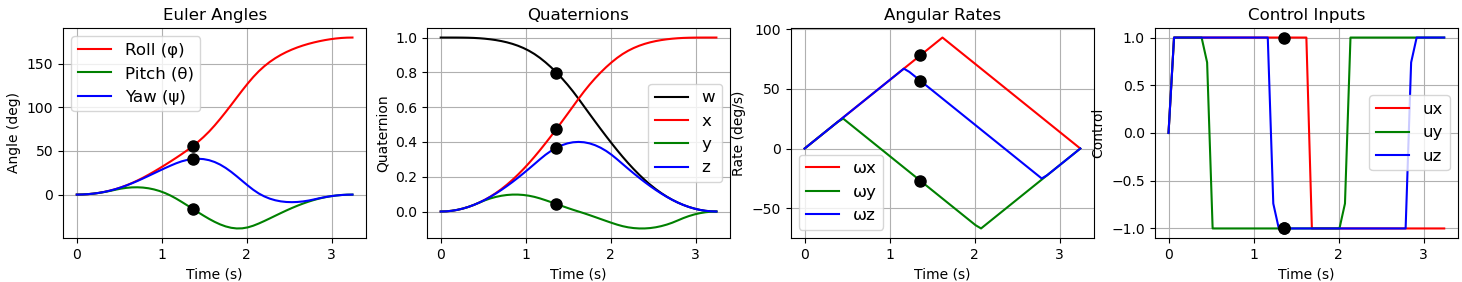 Euler Angles
Angle (deg)
150
100
50
0
Roll (φ)
Pitch (θ)
Yaw (ψ)
0 1 2 3
Time (s)
Quaternions
Quaternion
1.0
0.8
0.6
0.4
0.2
0.0
w
x
y
z
0 1 2 3
Time (s)
Angular Rates
Rate (deg/s)
100
50
0
−50
ωx
ωy
ωz
0 1 2 3
Time (s)
Control Inputs
Control
1.0
0.5
0.0
−0.5
−1.0
ux
uy
uz
0 1 2 3
Time (s)